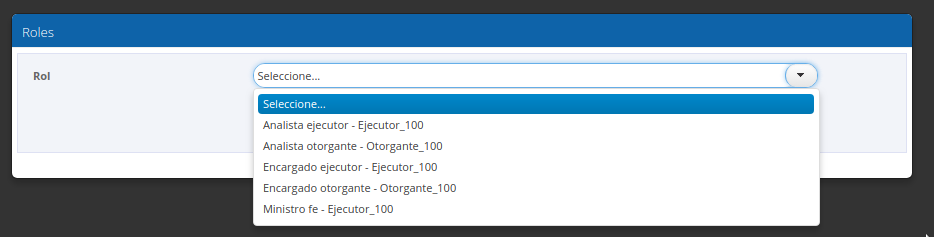 Roles
Rol
Seleccione...
Seleccione...
Analista ejecutor - Ejecutor_100
Analista otorgante - Otorgante_100
Encargado ejecutor - Ejecutor_100
Encargado otorgante - Otorgante_100
Ministro fe - Ejecutor_100